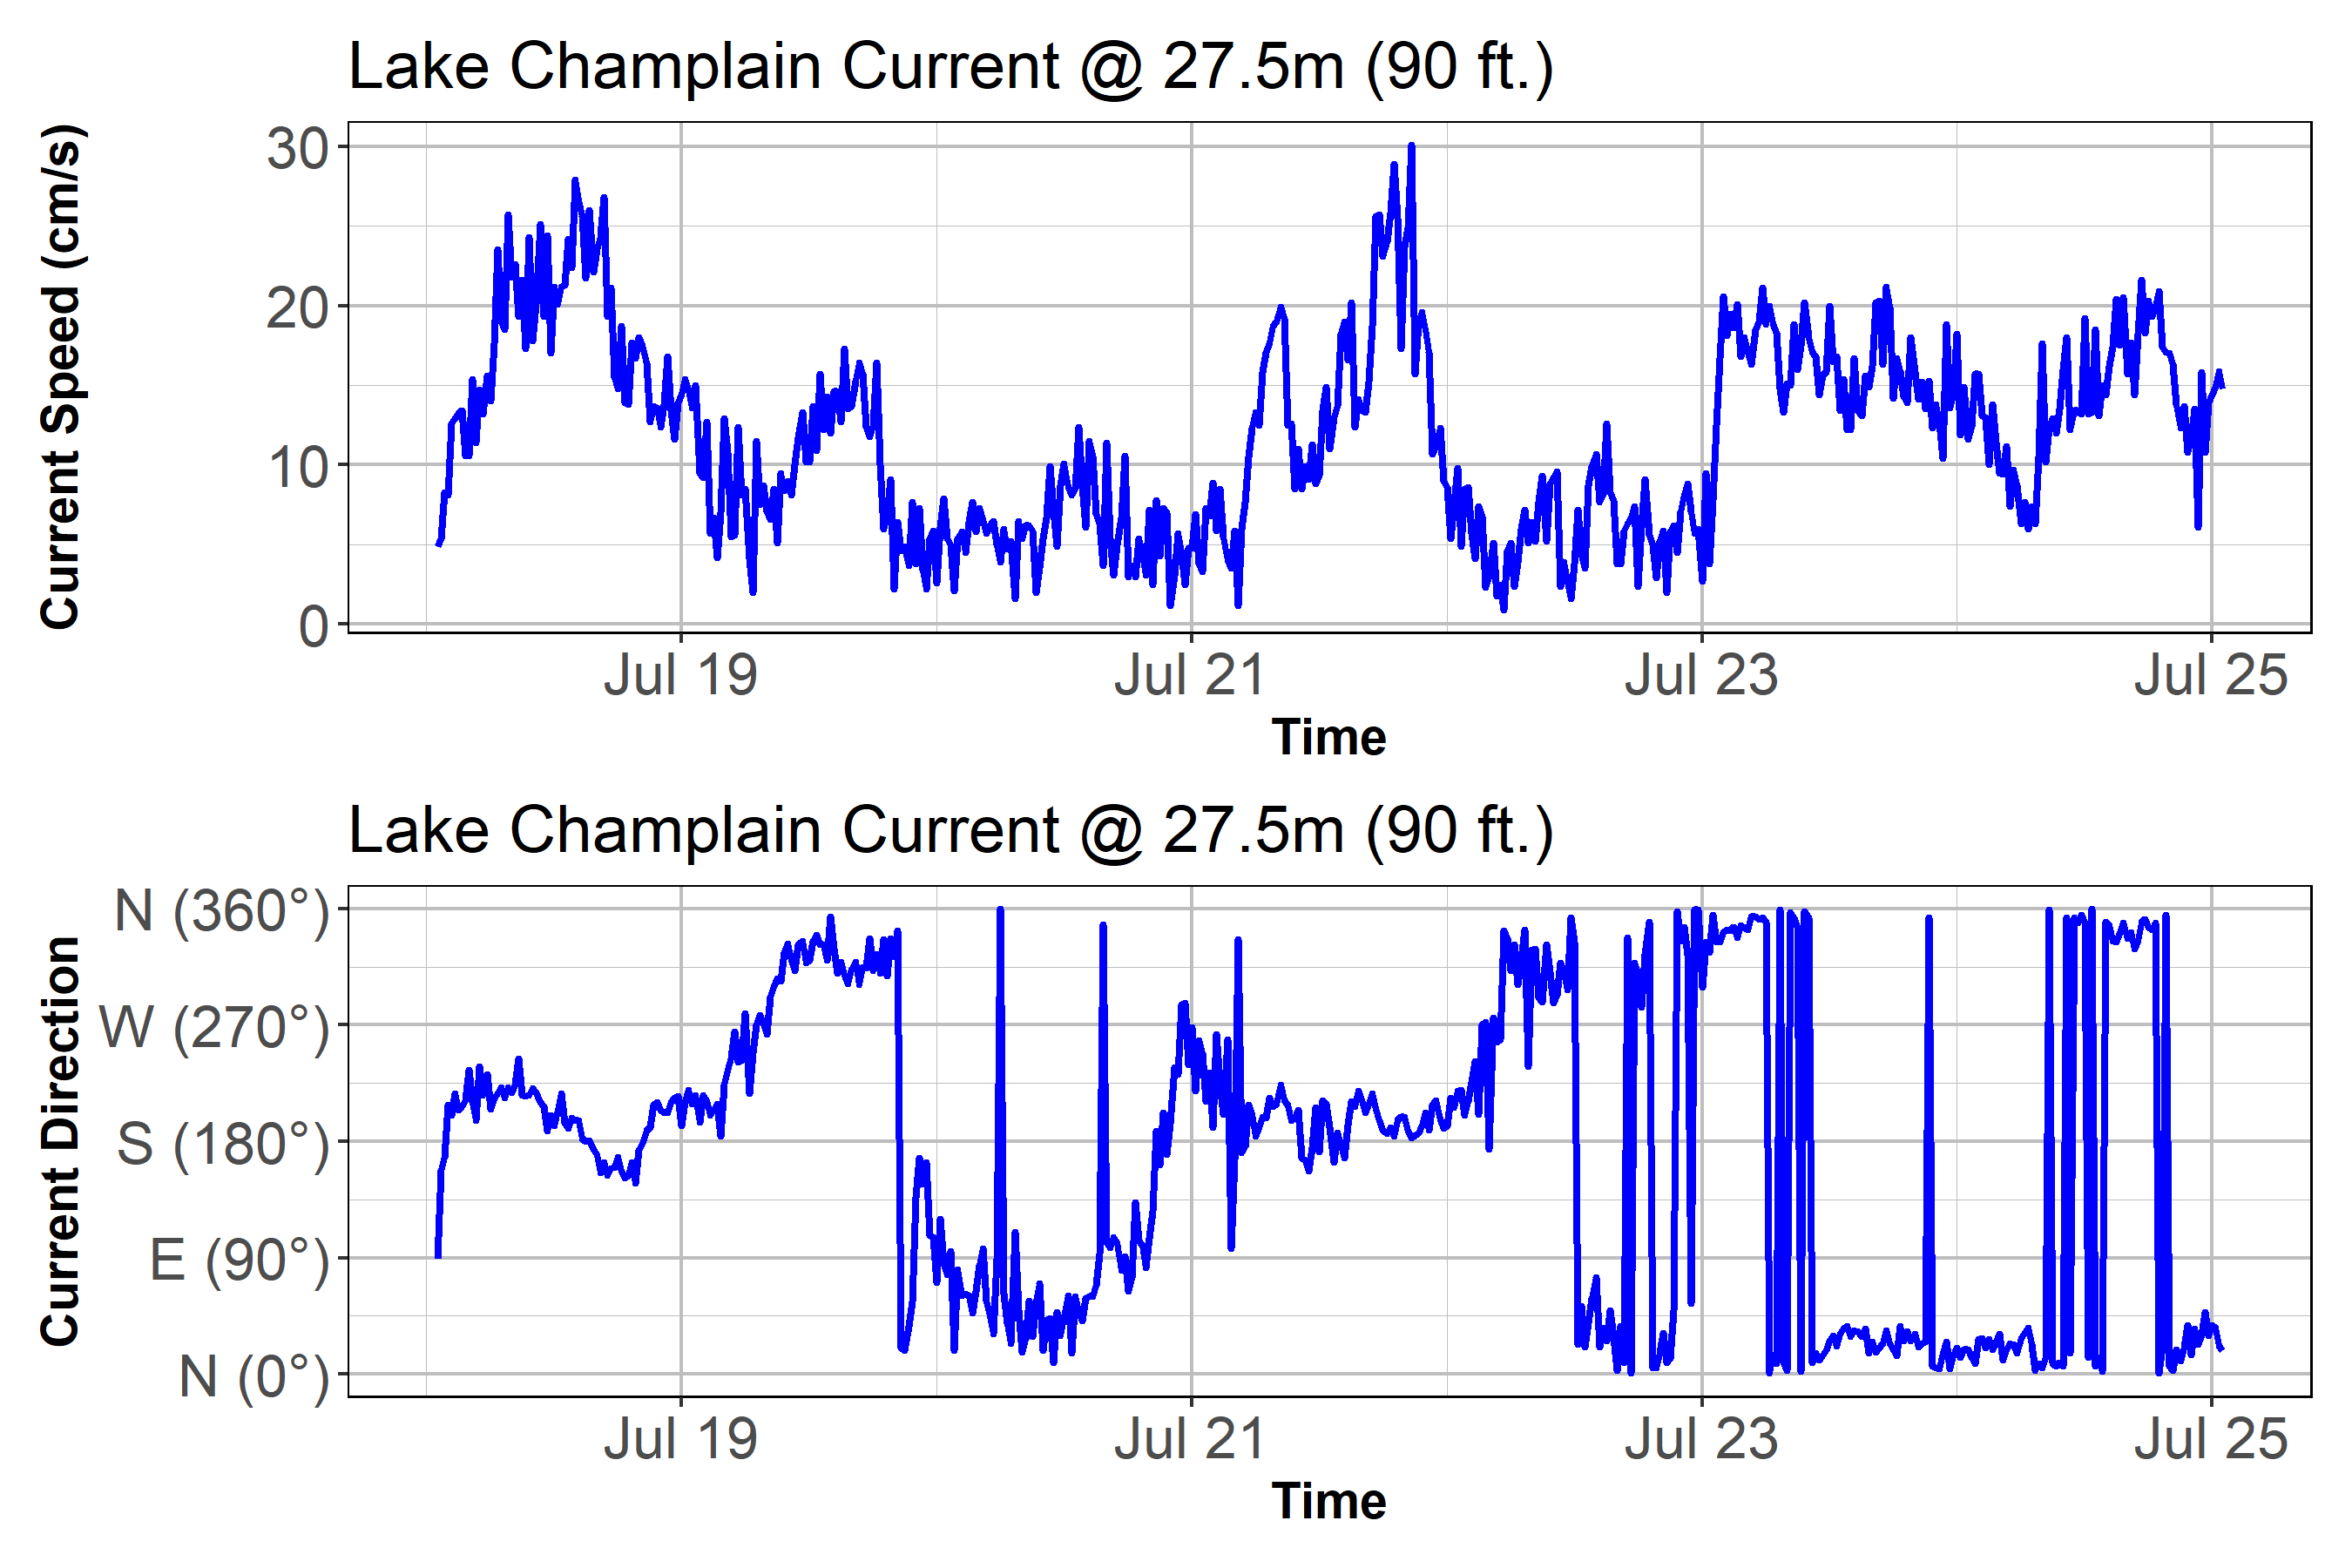 Lake Champlain Current @ 27.5m (90 ft.)
Current Speed (cm/s)
30
20
10
0
Jul 19 Jul 21 Jul 23 Jul 25
Time
Lake Champlain Current @ 27.5m (90 ft.)
Current Direction
N (360°)
W (270°)
S (180°)
E (90°)
N (0°)
Jul 19 Jul 21 Jul 23 Jul 25
Time